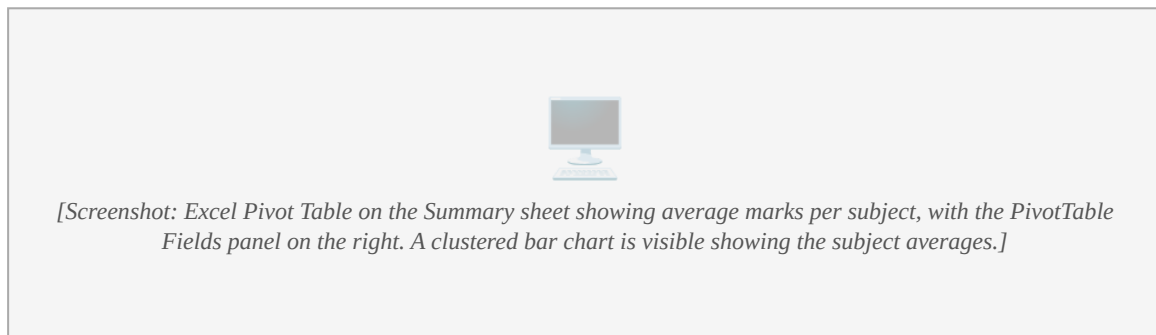 [Screenshot: Excel Pivot Table on the Summary sheet showing average marks per subject, with the PivotTable
Fields panel on the right. A clustered bar chart is visible showing the subject averages.]